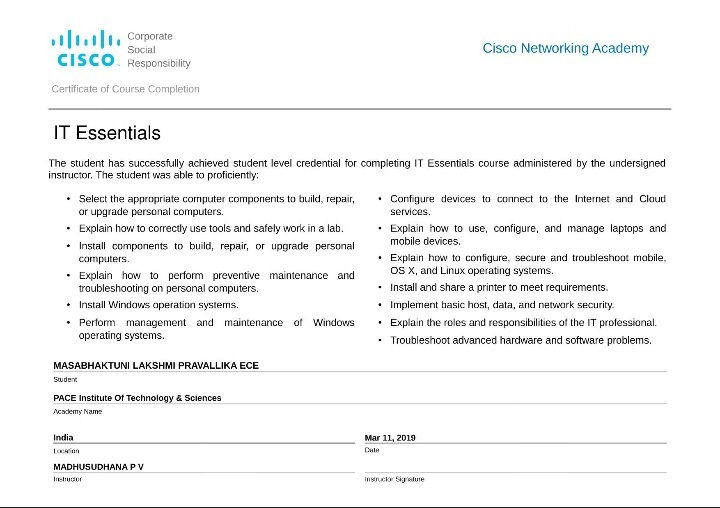 Corporate
Social
Responsibility
CISCO
Cisco Networking Academy
Certificate of Course Completion
IT Essentials
The student has successfully achieved student level credential for completing IT Essentials course administered by the undersigned
instructor. The student was able to proficiently:
• Select the appropriate computer components to build, repair,
or upgrade personal computers.
• Explain how to correctly use tools and safely work in a lab.
• Install components to build, repair, or upgrade personal
computers.
• Explain how to perform preventive maintenance and
troubleshooting on personal computers.
• Install Windows operation systems.
• Perform management and maintenance of Windows
operating systems.
• Configure devices to connect to the Internet and Cloud
services.
• Explain how to use, configure, and manage laptops and
mobile devices.
• Explain how to configure, secure and troubleshoot mobile,
OS X, and Linux operating systems.
• Install and share a printer to meet requirements.
• Implement basic host, data, and network security.
• Explain the roles and responsibilities of the IT professional.
• Troubleshoot advanced hardware and software problems.
MASABHAKTUNI LAKSHMI PRAVALLIKA ECE
Student
PACE Institute Of Technology & Sciences
Academy Name
India
Location
Mar 11, 2019
Date
MADHUSUDHANA P V
Instructor
Instructor Signature